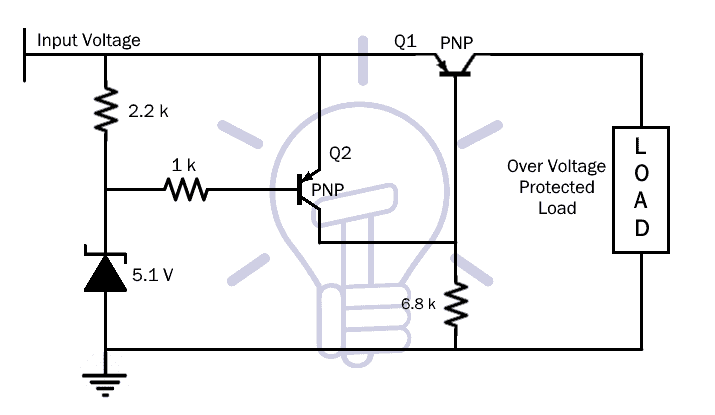 Input Voltage
Q1
PNP
2.2 k
1 k
Q2
PNP
Over Voltage
Protected
Load
L
O
A
D
5.1 V
6.8 k